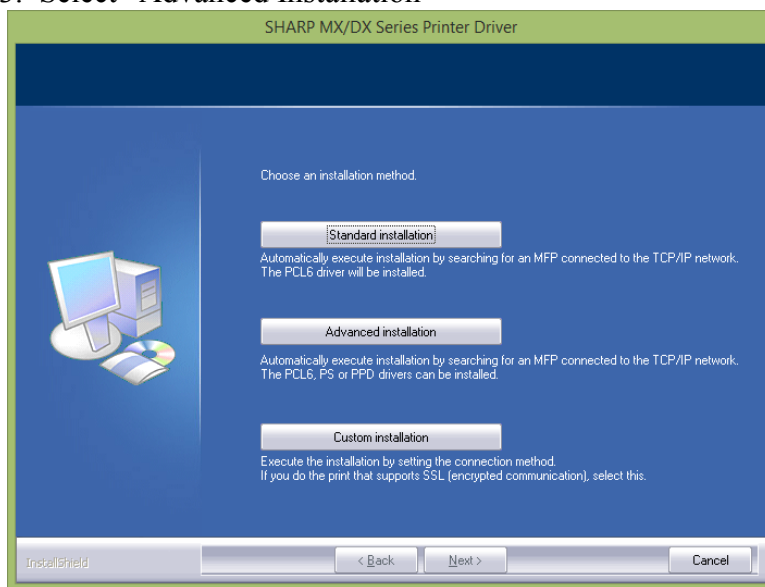 Select "Advanced Installation"
SHARP MX/DX Series Printer Driver
Choose an installation method.
Standard installation
Automatically execute installation by searching for an MFP connected to the TCP/IP network.
The PCL6 driver will be installed.
Advanced installation
Automatically execute installation by searching for an MFP connected to the TCP/IP network.
The PCL6, PS or PPD drivers can be installed.
Custom installation
Execute the installation by setting the connection method.
If you do the print that supports SSL (encrypted communication), select this.
InstallShield
< Back
Next >
Cancel